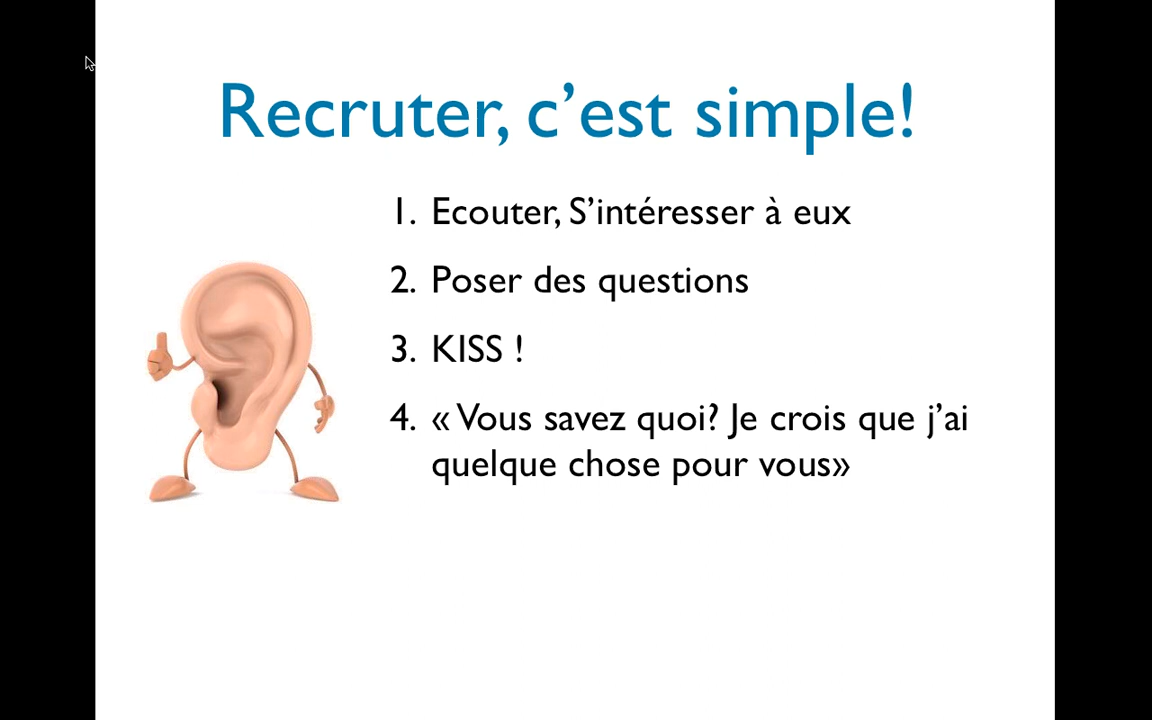 Recruter, c’est simple!
1. Ecouter, S’intéresser à eux
2. Poser des questions
3. KISS !
4. « Vous savez quoi? Je crois que j’ai
quelque chose pour vous»